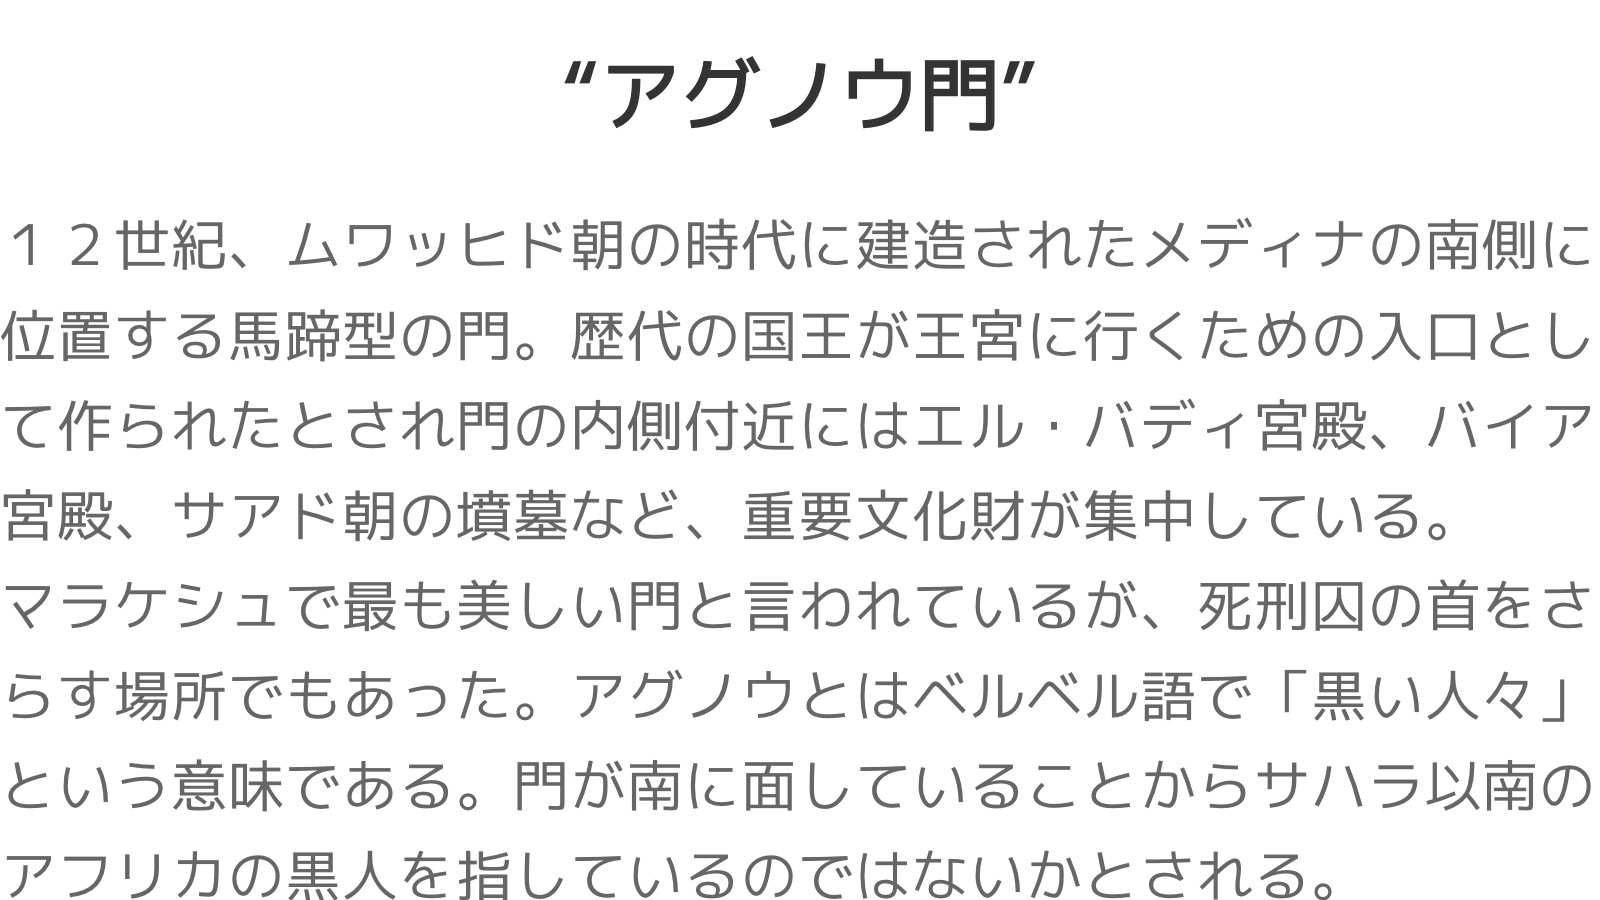 “アグノウ門”
１２世紀、ムワッヒド朝の時代に建造されたメディナの南側に
位置する馬蹄型の門。歴代の国王が王宮に行くための入口とし
て作られたとされ門の内側付近にはエル・バディ宮殿、バイア
宮殿、サアド朝の墳墓など、重要文化財が集中している。
マラケシュで最も美しい門と言われているが、死刑囚の首をさ
らす場所でもあった。アグノウとはベルベル語で「黒い人々」
という意味である。門が南に面していることからサハラ以南の
アフリカの黒人を指しているのではないかとされる。